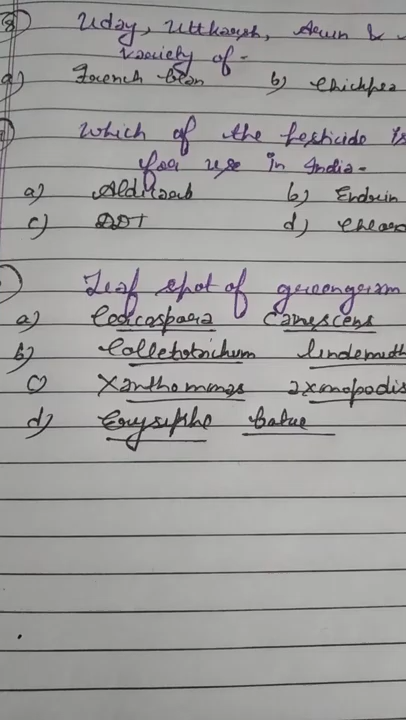 8) Uday, Utkarsh, Arun &
Variety of -
a) French bean b) Chickpea
Which of the Pesticide is
for use in India -
a) Aldicarb b) Endrin
c) DDT d)
Leaf spot of greengram
a) Cercospora Canescens
b) Colletotrichum lindemuth
c) Xanthomonas axonopodis
d) Erysiphe